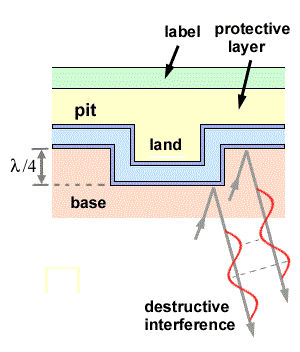 label
protective
layer
pit
land
λ/4
base
destructive
interference